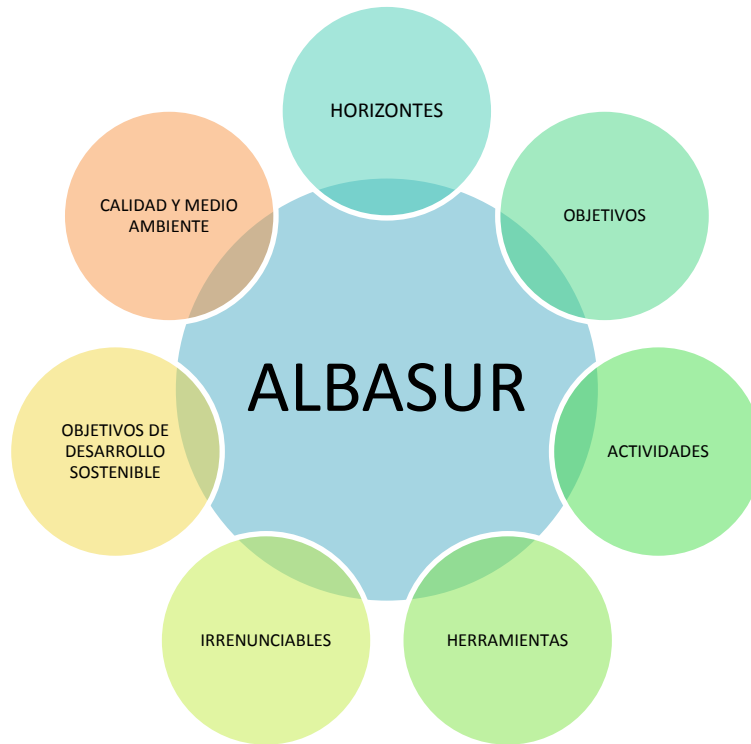 HORIZONTES
CALIDAD Y MEDIO
AMBIENTE
OBJETIVOS
ALBASUR
OBJETIVOS DE
DESARROLLO
SOSTENIBLE
ACTIVIDADES
IRRENUNCIABLES
HERRAMIENTAS